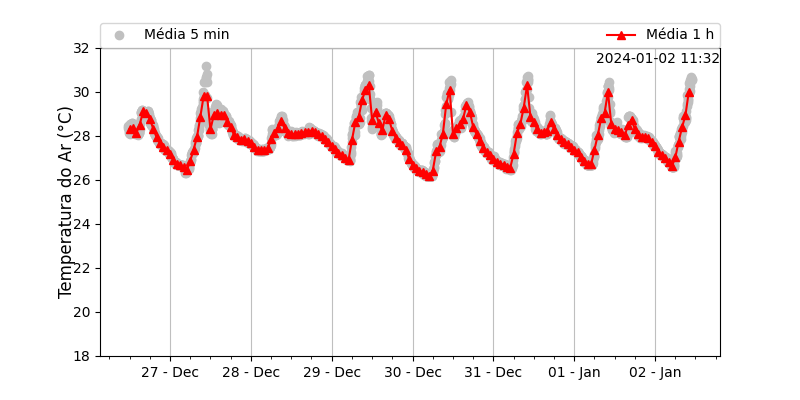 Média 5 min
Média 1 h
2024-01-02 11:32
Temperatura do Ar (°C)
32
30
28
26
24
22
20
18
27 - Dec
28 - Dec
29 - Dec
30 - Dec
31 - Dec
01 - Jan
02 - Jan